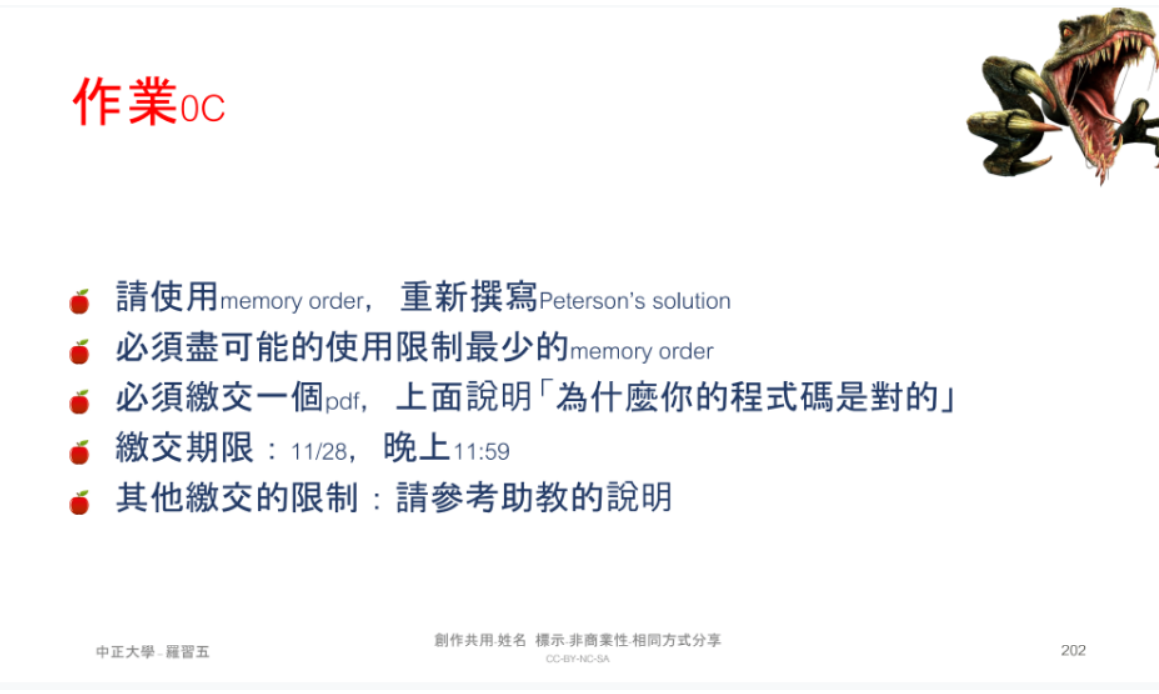 作業0C
請使用memory order, 重新撰寫Peterson's solution
必須盡可能的使用限制最少的memory order
必須繳交一個pdf, 上面說明「為什麼你的程式碼是對的」
繳交期限：11/28, 晚上11:59
其他繳交的限制：請參考助教的說明
中正大學 - 羅習五
創作共用-姓名 標示-非商業性-相同方式分享
CC-BY-NC-SA
202